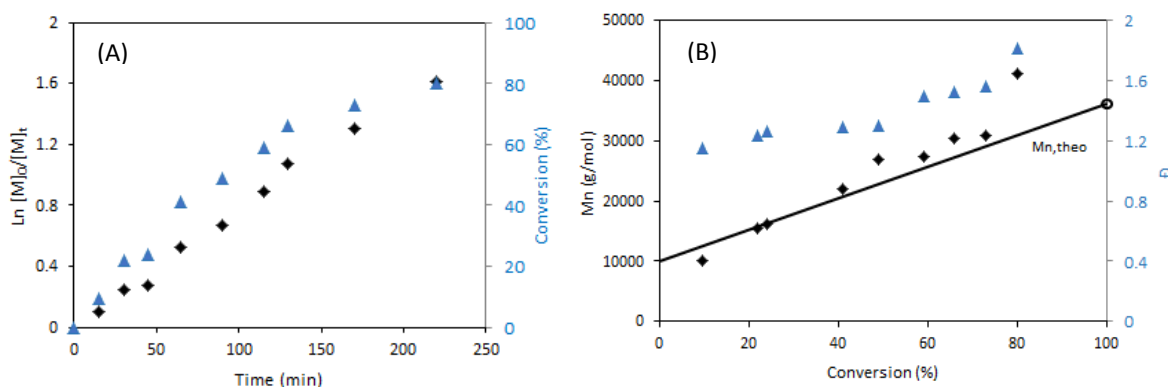 (A)
Ln [M]₀/[M]t
1.6
1.2
0.8
0.4
0
100
80
60
40
20
0
Conversion (%)
0 50 100 150 200 250
Time (min)
(B)
Mn (g/mol)
50000
40000
30000
20000
10000
0
2
1.6
1.2
0.8
0.4
0
Đ
Mn,theo
0 20 40 60 80 100
Conversion (%)